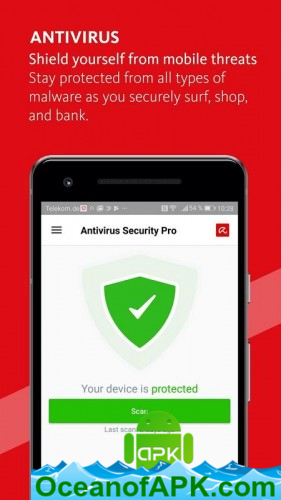 ANTIVIRUS
Shield yourself from mobile threats
Stay protected from all types of
malware as you securely surf, shop,
and bank.
Telekom.de 54 % 10:28
Antivirus Security Pro
Your device is protected
Scan
Last scan
APK
OceanofAPK.com